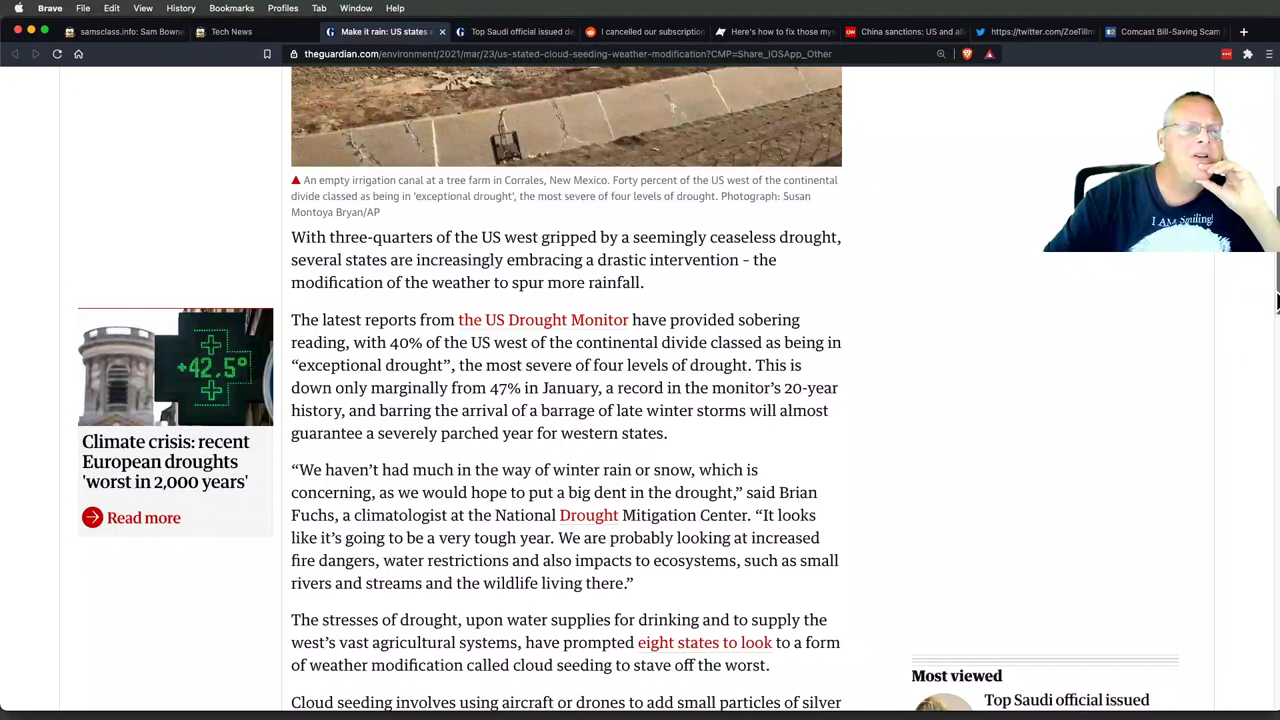 Brave File Edit View History Bookmarks Profiles Tab Window Help
samsclass.info: Sam Bowne
Tech News
Make it rain: US states e
Top Saudi official issued de
I cancelled our subscription
Here's how to fix those mys
China sanctions: US and all
https://twitter.com/ZoeTillm
Comcast Bill-Saving Scam
theguardian.com/environment/2021/mar/23/us-stated-cloud-seeding-weather-modification?CMP=Share_iOSApp_Other
An empty irrigation canal at a tree farm in Corrales, New Mexico. Forty percent of the US west of the continental
divide classed as being in 'exceptional drought', the most severe of four levels of drought. Photograph: Susan
Montoya Bryan/AP
With three-quarters of the US west gripped by a seemingly ceaseless drought,
several states are increasingly embracing a drastic intervention – the
modification of the weather to spur more rainfall.
The latest reports from the US Drought Monitor have provided sobering
reading, with 40% of the US west of the continental divide classed as being in
“exceptional drought”, the most severe of four levels of drought. This is
down only marginally from 47% in January, a record in the monitor’s 20-year
history, and barring the arrival of a barrage of late winter storms will almost
guarantee a severely parched year for western states.
“We haven’t had much in the way of winter rain or snow, which is
concerning, as we would hope to put a big dent in the drought,” said Brian
Fuchs, a climatologist at the National Drought Mitigation Center. “It looks
like it’s going to be a very tough year. We are probably looking at increased
fire dangers, water restrictions and also impacts to ecosystems, such as small
rivers and streams and the wildlife living there.”
The stresses of drought, upon water supplies for drinking and to supply the
west’s vast agricultural systems, have prompted eight states to look to a form
of weather modification called cloud seeding to stave off the worst.
Cloud seeding involves using aircraft or drones to add small particles of silver
+42.5°
Climate crisis: recent
European droughts
'worst in 2,000 years'
Read more
I AM Smiling!
Most viewed
Top Saudi official issued